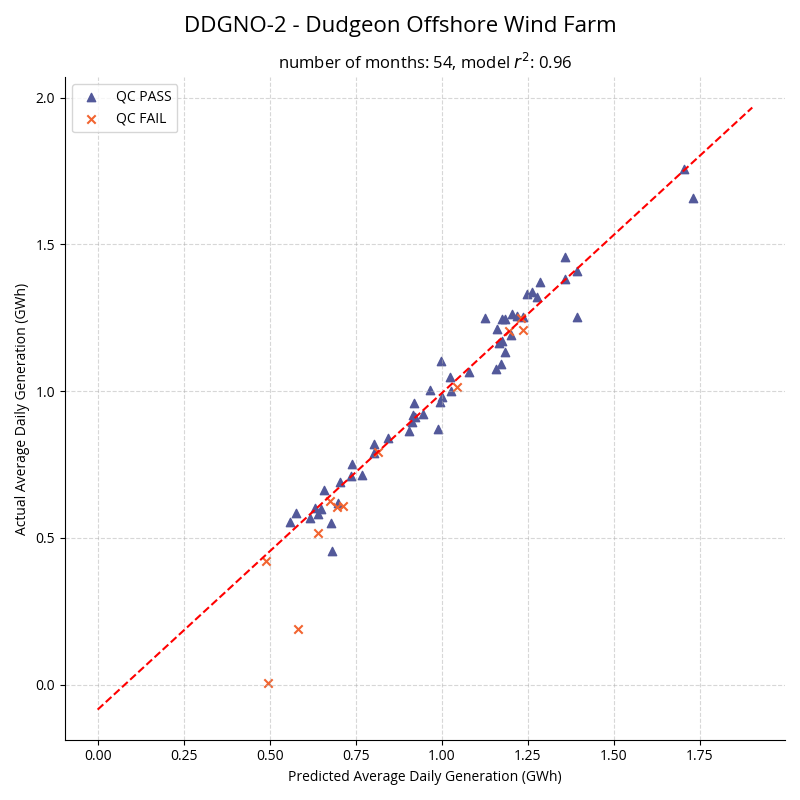 DDGNO-2 - Dudgeon Offshore Wind Farm
number of months: 54, model r²: 0.96
QC PASS
QC FAIL
2.0
1.5
1.0
0.5
0.0
Actual Average Daily Generation (GWh)
0.00 0.25 0.50 0.75 1.00 1.25 1.50 1.75
Predicted Average Daily Generation (GWh)